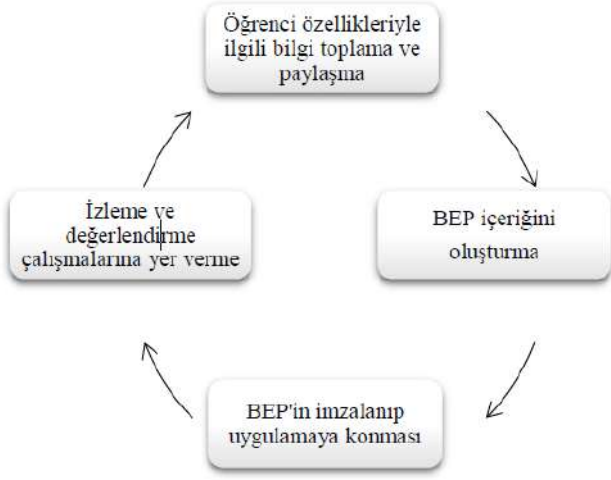 Öğrenci özellikleriyle
ilgili bilgi toplama ve
paylaşma
BEP içeriğini
oluşturma
BEP'in imzalanıp
uygulamaya konması
İzleme ve
değerlendirme
çalışmalarına yer verme